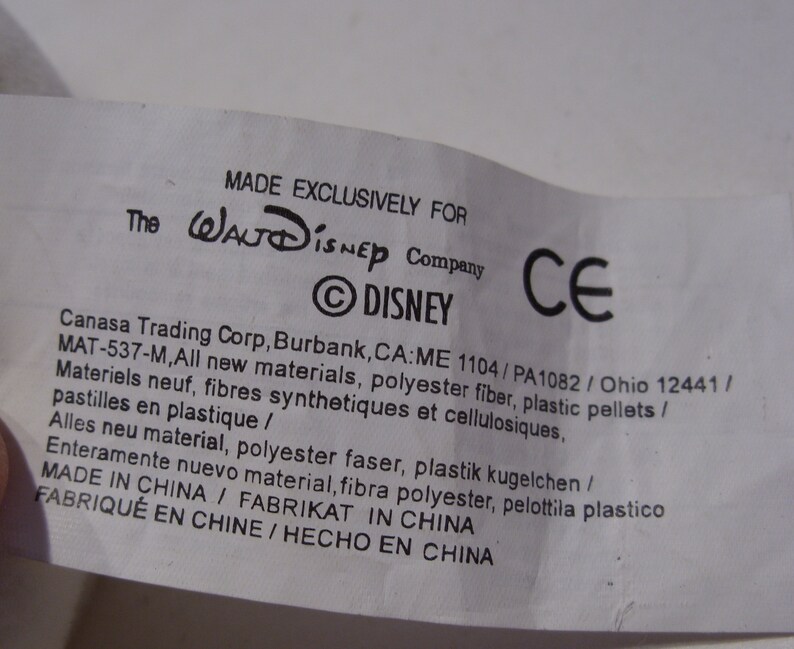 MADE EXCLUSIVELY FOR
The WALT DISNEY Company
CE
© DISNEY
Canasa Trading Corp, Burbank, CA:ME 1104 / PA1082 / Ohio 12441 /
MAT-537-M,All new materials, polyester fiber, plastic pellets /
Materiels neuf, fibres synthetiques et cellulosiques,
pastilles en plastique /
Alles neu material, polyester faser, plastik kugelchen /
Enteramente nuevo material,fibra polyester, pelottila plastico
MADE IN CHINA / FABRIKAT IN CHINA
FABRIQUÉ EN CHINE / HECHO EN CHINA